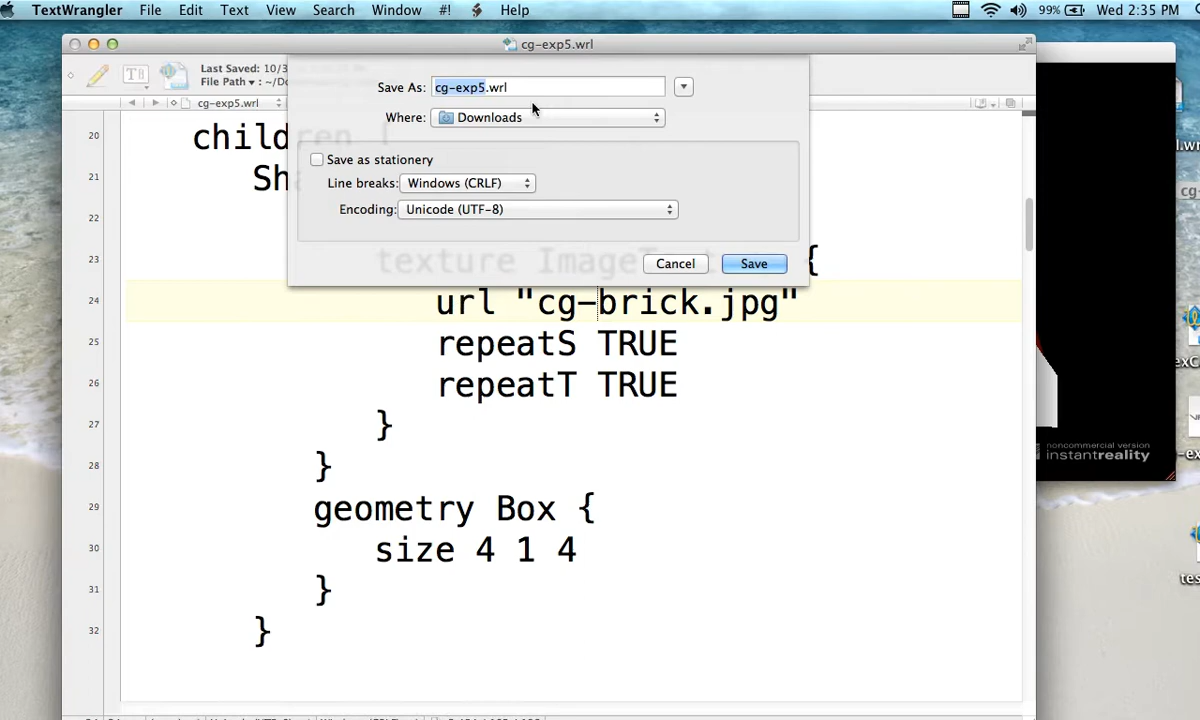 TextWrangler File Edit Text View Search Window #! Help 99% Wed 2:35 PM
cg-exp5.wrl
Last Saved: 10/3
File Path ▾ : ~/D
cg-exp5.wrl
Save As: cg-exp5.wrl
Where: Downloads
Save as stationery
Line breaks: Windows (CRLF)
Encoding: Unicode (UTF-8)
Cancel Save
20 children [
21 Sh
22
23 texture ImageText {
24 url "cg-brick.jpg"
25 repeatS TRUE
26 repeatT TRUE
27 }
28 }
29 geometry Box {
30 size 4 1 4
31 }
32 }
noncommercial version
instantreality